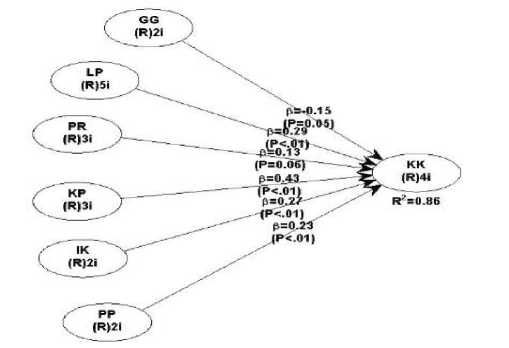 GG
(R)2i
LP
(R)5i
PR
(R)3i
KP
(R)3i
IK
(R)2i
PP
(R)2i
β=-0.15
(P=0.05)
β=0.29
(P<.01)
β=0.13
(P=0.06)
β=0.43
(P<.01)
β=0.27
(P<.01)
β=0.23
(P<.01)
KK
(R)4i
R²=0.86